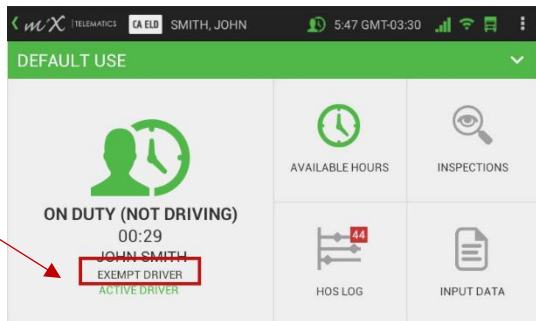 miX TELEMATICS CA ELD SMITH, JOHN 5:47 GMT-03:30
DEFAULT USE
ON DUTY (NOT DRIVING)
00:29
JOHN SMITH
EXEMPT DRIVER
ACTIVE DRIVER
AVAILABLE HOURS
INSPECTIONS
44
HOS LOG
INPUT DATA